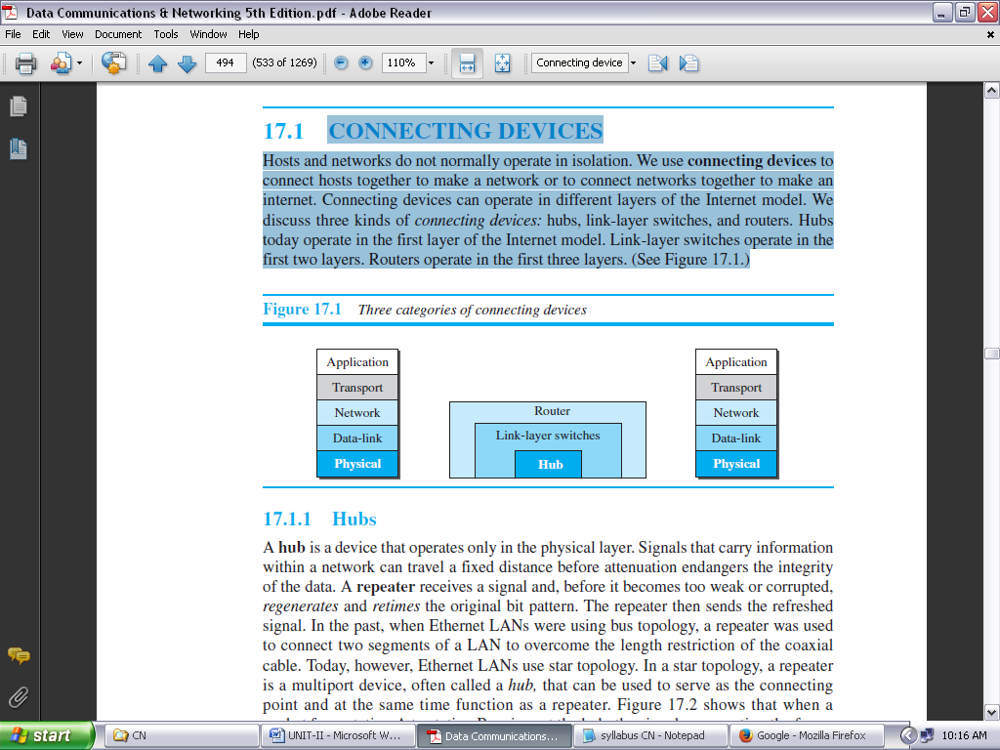 Data Communications & Networking 5th Edition.pdf - Adobe Reader
File Edit View Document Tools Window Help
494 (533 of 1269) 110% Connecting device
17.1 CONNECTING DEVICES
Hosts and networks do not normally operate in isolation. We use connecting devices to
connect hosts together to make a network or to connect networks together to make an
internet. Connecting devices can operate in different layers of the Internet model. We
discuss three kinds of connecting devices: hubs, link-layer switches, and routers. Hubs
today operate in the first layer of the Internet model. Link-layer switches operate in the
first two layers. Routers operate in the first three layers. (See Figure 17.1.)
Figure 17.1 Three categories of connecting devices
Application
Transport
Network
Data-link
Physical
Router
Link-layer switches
Hub
Application
Transport
Network
Data-link
Physical
17.1.1 Hubs
A hub is a device that operates only in the physical layer. Signals that carry information
within a network can travel a fixed distance before attenuation endangers the integrity
of the data. A repeater receives a signal and, before it becomes too weak or corrupted,
regenerates and retimes the original bit pattern. The repeater then sends the refreshed
signal. In the past, when Ethernet LANs were using bus topology, a repeater was used
to connect two segments of a LAN to overcome the length restriction of the coaxial
cable. Today, however, Ethernet LANs use star topology. In a star topology, a repeater
is a multiport device, often called a hub, that can be used to serve as the connecting
point and at the same time function as a repeater. Figure 17.2 shows that when a
start CN UNIT-II - Microsoft W... Data Communications... syllabus CN - Notepad Google - Mozilla Firefox 10:16 AM